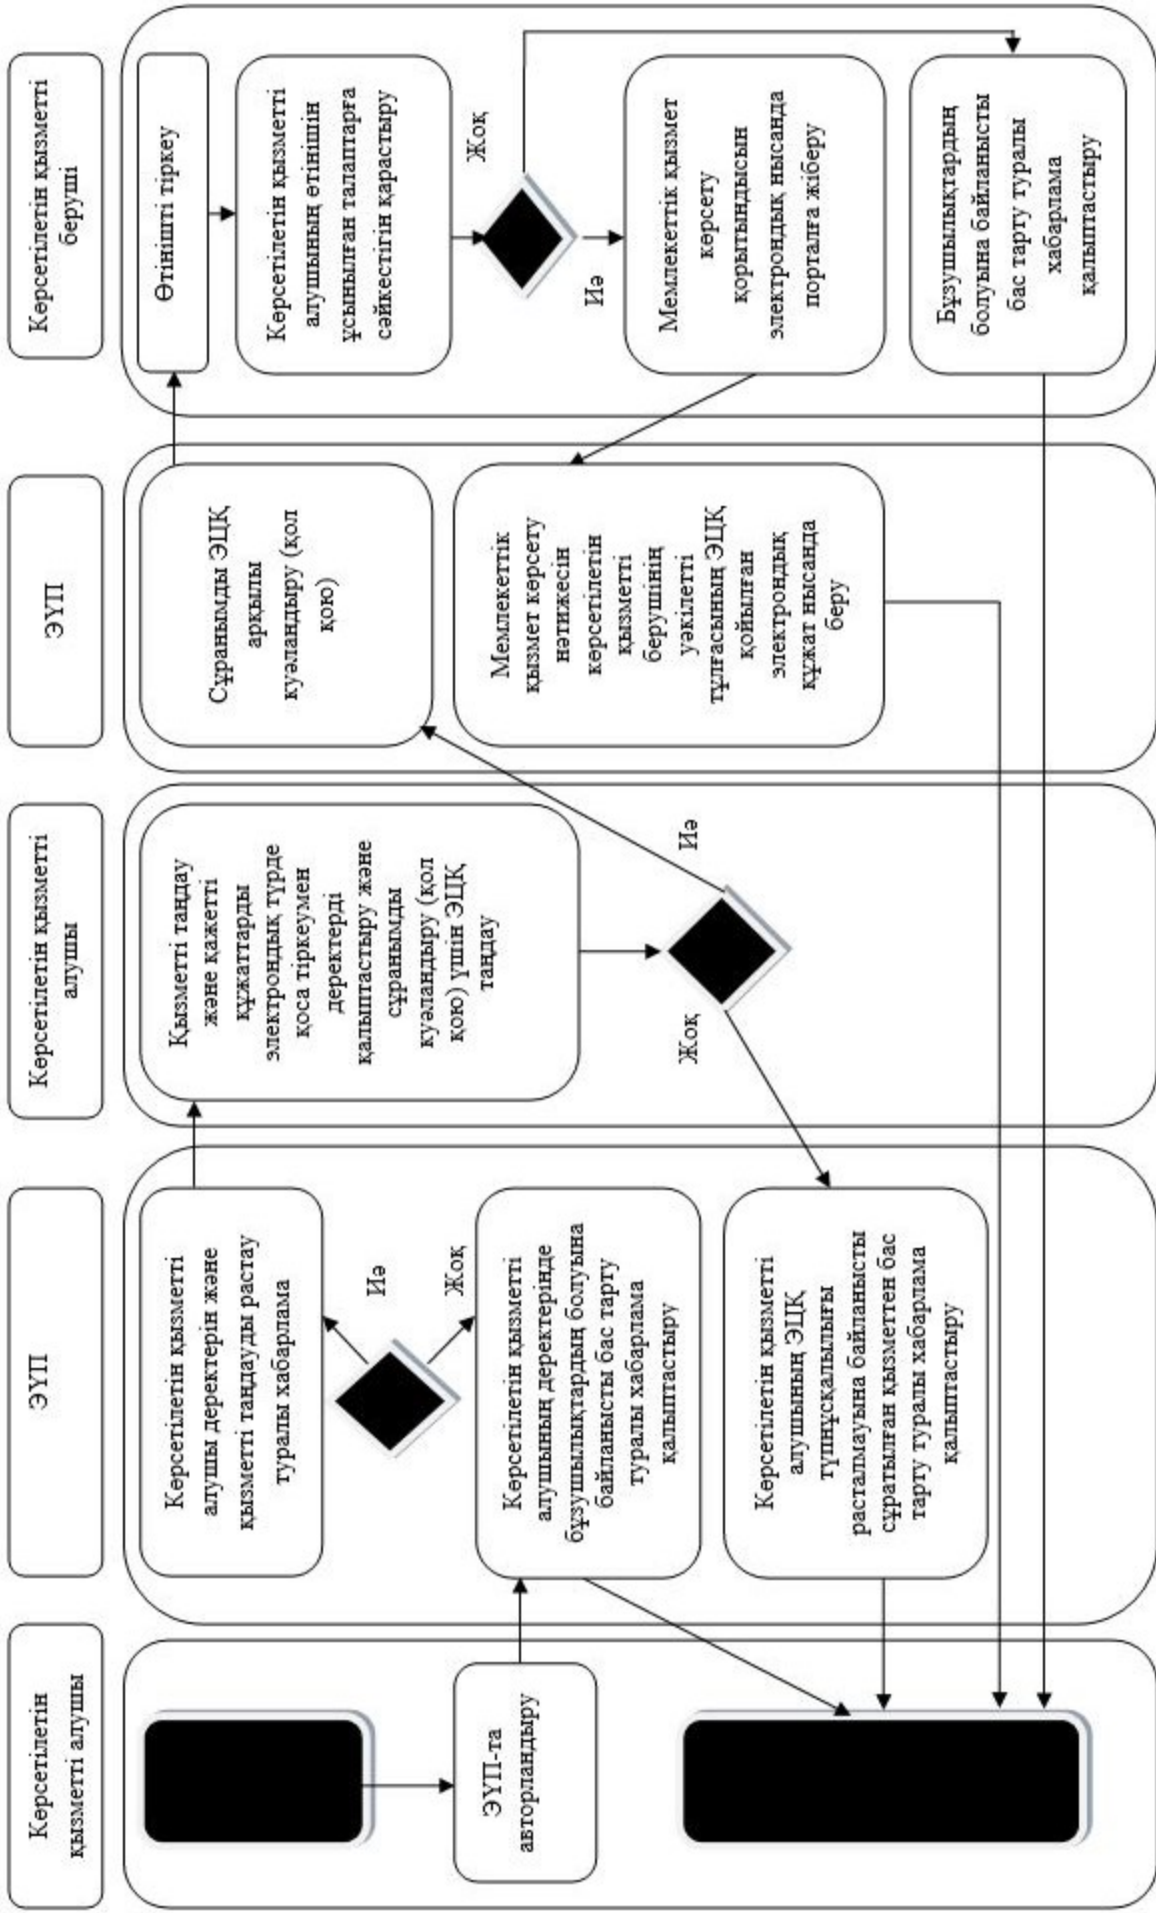 Көрсетілетін
қызметті алушы
ЭҮП
Көрсетілетін қызметті
алушы
ЭҮП
Көрсетілетін қызметті
беруші
ЭҮП-та
авторландыру
Көрсетілетін қызметті
алушы деректерін және
қызметті таңдауды растау
туралы хабарлама
Иә
Жоқ
Көрсетілетін қызметті
алушының деректерінде
бұзушылықтардың болуына
байланысты бас тарту
туралы хабарлама
қалыптастыру
Көрсетілетін қызметті
алушының ЭЦҚ
түпнұсқалылығы
расталмауына байланысты
сұратылған қызметтен бас
тарту туралы хабарлама
қалыптастыру
Қызметті таңдау
және қажетті
құжаттарды
электрондық түрде
қоса тіркеумен
деректерді
қалыптастыру және
сұранымды
куәландыру (қол
қою) үшін ЭЦҚ
таңдау
Жоқ
Иә
Сұранымды ЭЦҚ
арқылы
куәландыру (қол
қою)
Мемлекеттік
қызмет көрсету
нәтижесін
көрсетілетін
қызметті
берушінің
уәкілетті
тұлғасының ЭЦҚ
қойылған
электрондық
құжат нысанда
беру
Өтінішті тіркеу
Көрсетілетін қызметті
алушының өтінішін
ұсынылған талаптарға
сәйкестігін қарастыру
Жоқ
Иә
Мемлекеттік қызмет
көрсету
қорытындысын
электрондық нысанда
порталға жіберу
Бұзушылықтардың
болуына байланысты
бас тарту туралы
хабарлама
қалыптастыру